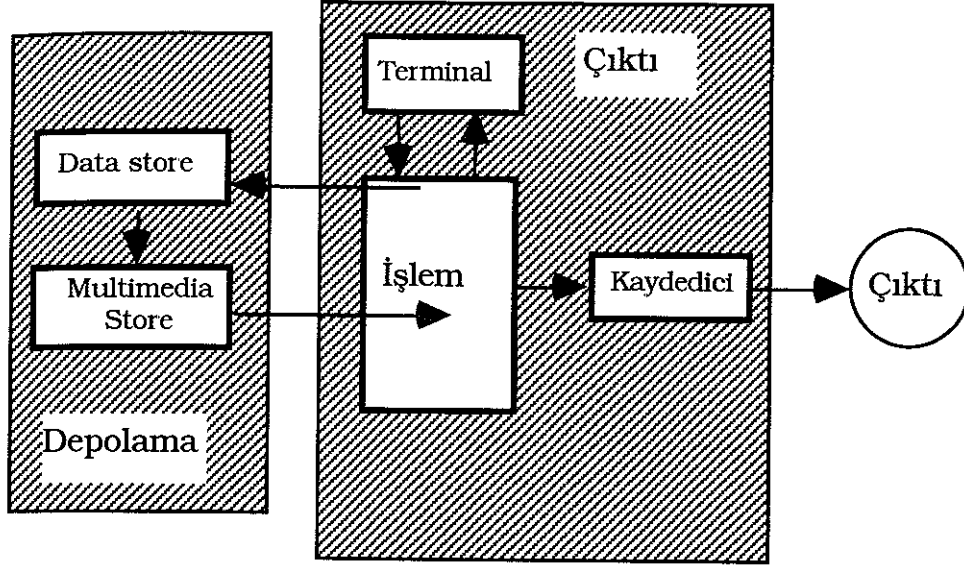 Terminal
Çıktı
Data store
Multimedia
Store
İşlem
Kaydedici
Çıktı
Depolama